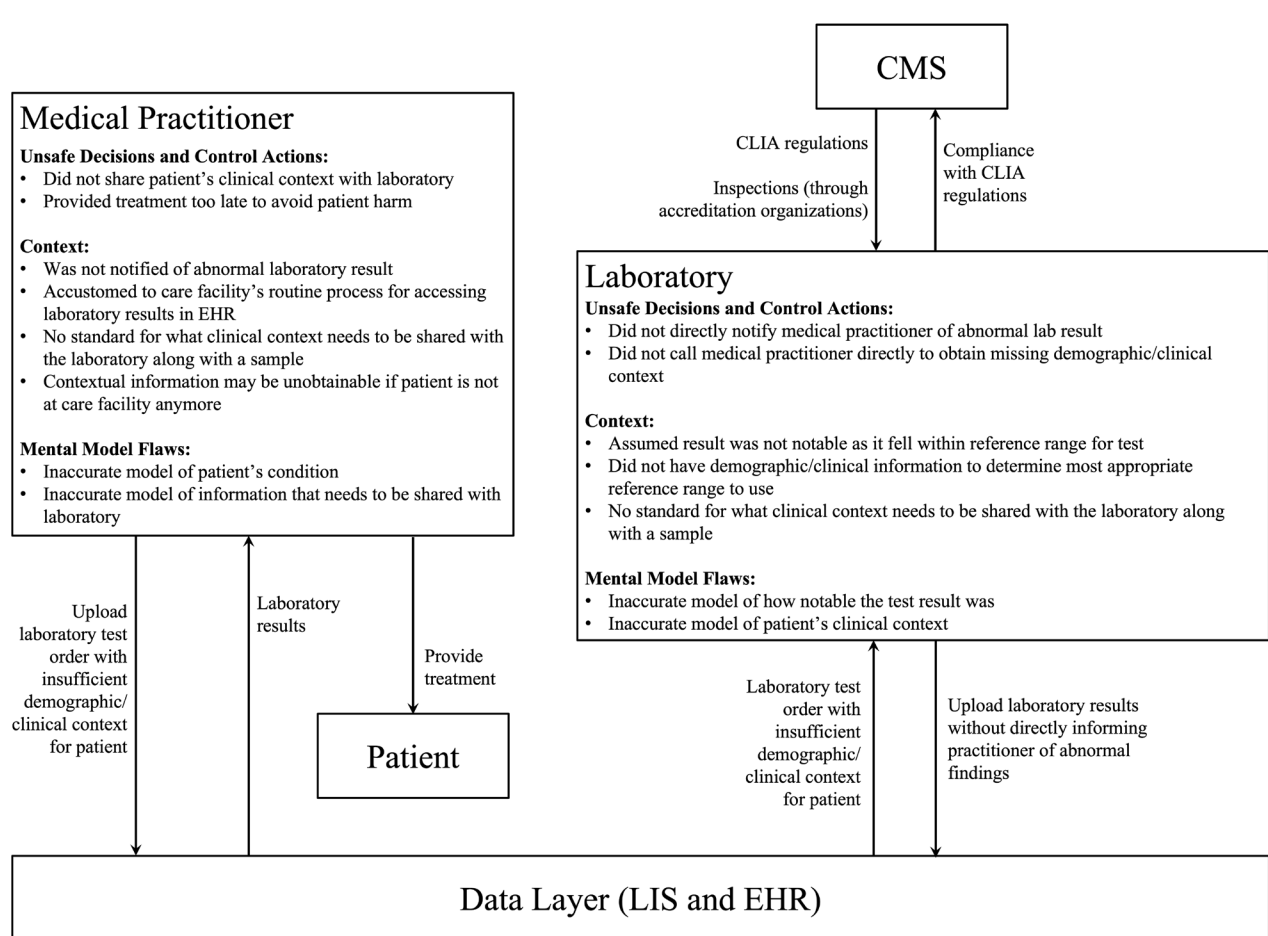 Medical Practitioner
Unsafe Decisions and Control Actions:
• Did not share patient’s clinical context with laboratory
• Provided treatment too late to avoid patient harm
Context:
• Was not notified of abnormal laboratory result
• Accustomed to care facility’s routine process for accessing
laboratory results in EHR
• No standard for what clinical context needs to be shared with
the laboratory along with a sample
• Contextual information may be unobtainable if patient is not
at care facility anymore
Mental Model Flaws:
• Inaccurate model of patient’s condition
• Inaccurate model of information that needs to be shared with
laboratory
CMS
CLIA regulations
Inspections (through
accreditation organizations)
Compliance
with CLIA
regulations
Laboratory
Unsafe Decisions and Control Actions:
• Did not directly notify medical practitioner of abnormal lab result
• Did not call medical practitioner directly to obtain missing demographic/clinical
context
Context:
• Assumed result was not notable as it fell within reference range for test
• Did not have demographic/clinical information to determine most appropriate
reference range to use
• No standard for what clinical context needs to be shared with the laboratory along
with a sample
Mental Model Flaws:
• Inaccurate model of how notable the test result was
• Inaccurate model of patient’s clinical context
Upload
laboratory test
order with
insufficient
demographic/
clinical context
for patient
Laboratory
results
Provide
treatment
Patient
Laboratory test
order with
insufficient
demographic/
clinical context
for patient
Upload laboratory results
without directly informing
practitioner of abnormal
findings
Data Layer (LIS and EHR)